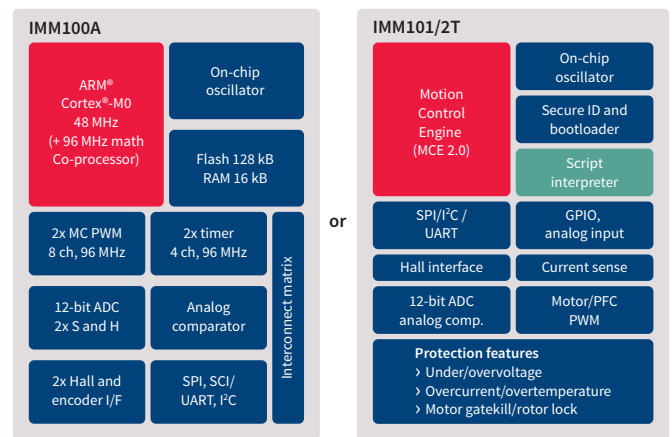 IMM100A
ARM®
Cortex®-M0
48 MHz
(+ 96 MHz math
Co-processor)
On-chip
oscillator
Flash 128 kB
RAM 16 kB
2x MC PWM
8 ch, 96 MHz
2x timer
4 ch, 96 MHz
12-bit ADC
2x S and H
Analog
comparator
2x Hall and
encoder I/F
SPI, SCI/
UART, I²C
Interconnect matrix
or
IMM101/2T
Motion
Control
Engine
(MCE 2.0)
On-chip
oscillator
Secure ID and
bootloader
Script
interpreter
SPI/I²C /
UART
GPIO,
analog input
Hall interface
Current sense
12-bit ADC
analog comp.
Motor/PFC
PWM
Protection features
› Under/overvoltage
› Overcurrent/overtemperature
› Motor gatekill/rotor lock